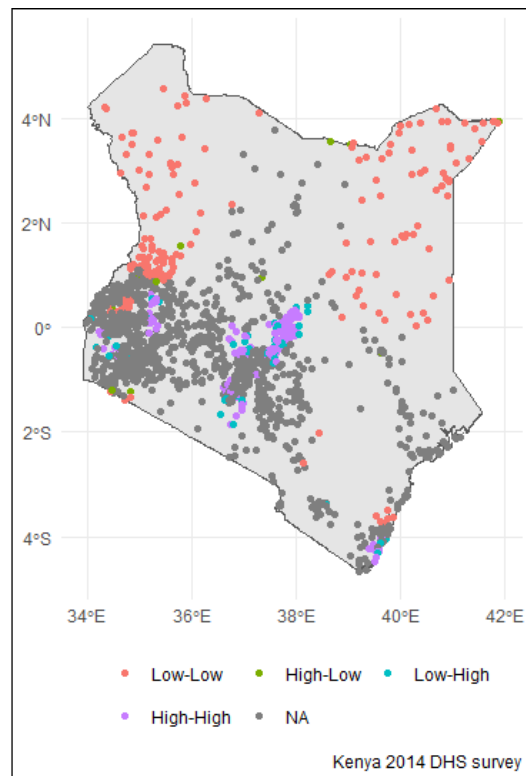 4°N
2°N
0°
2°S
4°S
34°E 36°E 38°E 40°E 42°E
Low-Low High-Low Low-High
High-High NA
Kenya 2014 DHS survey